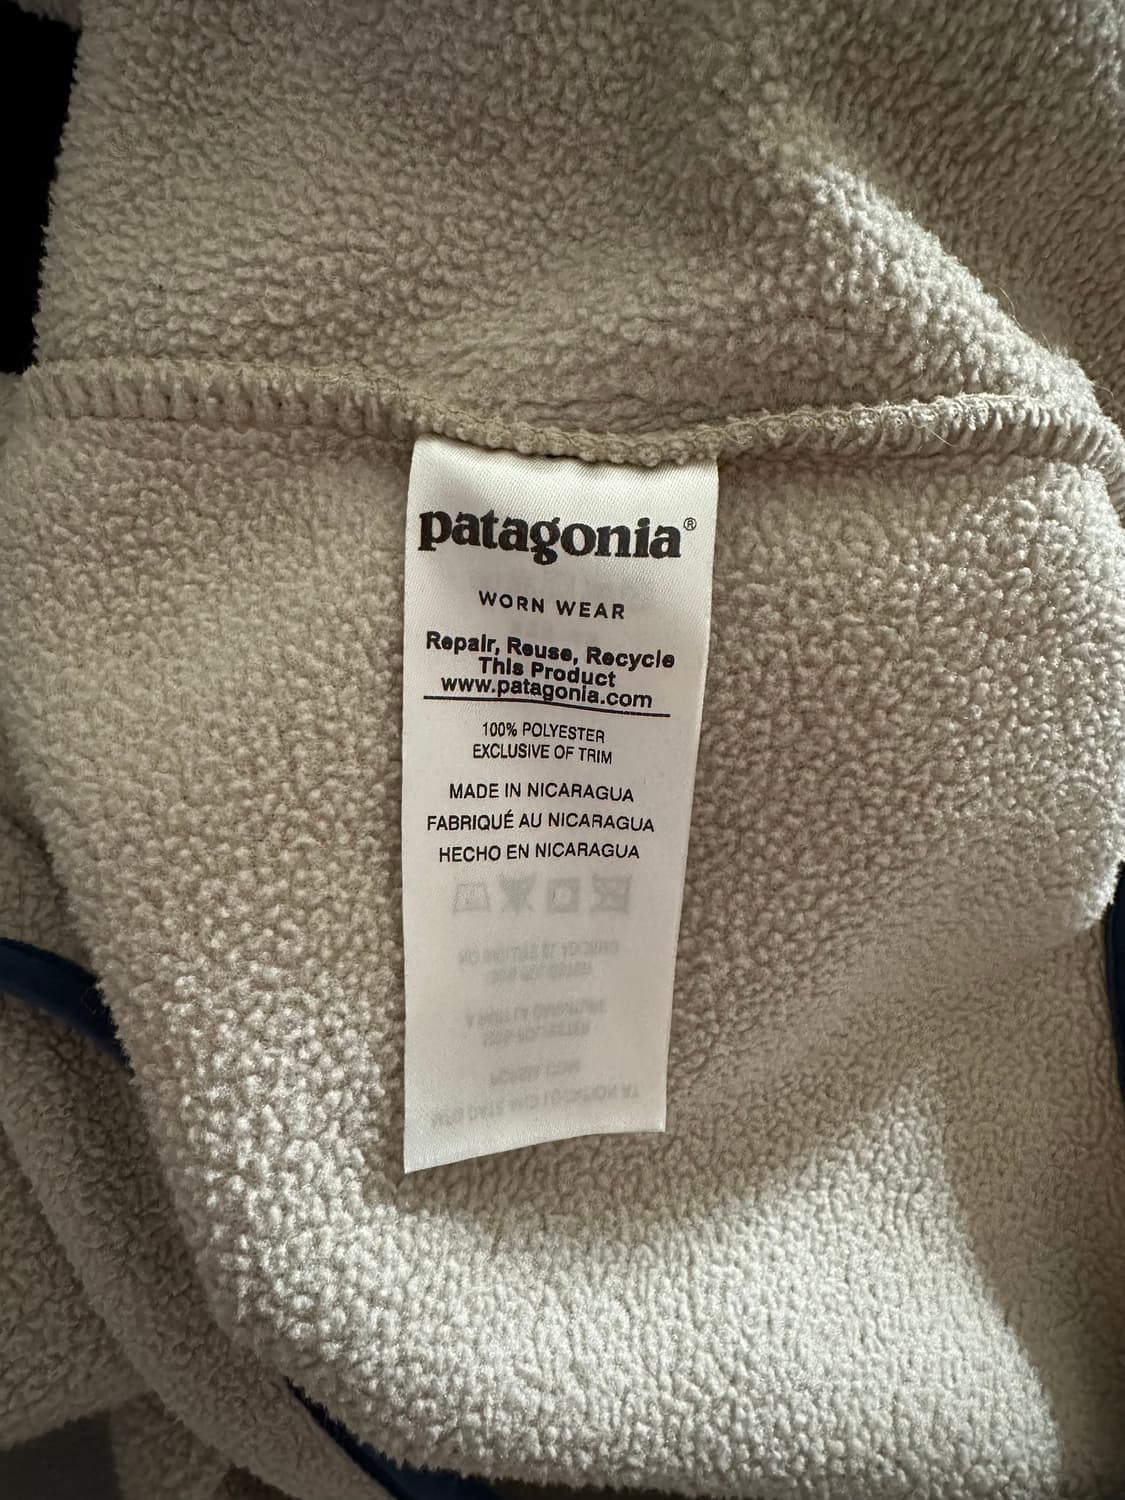 patagonia®
WORN WEAR
Repair, Reuse, Recycle
This Product
www.patagonia.com
100% POLYESTER
EXCLUSIVE OF TRIM
MADE IN NICARAGUA
FABRIQUÉ AU NICARAGUA
HECHO EN NICARAGUA